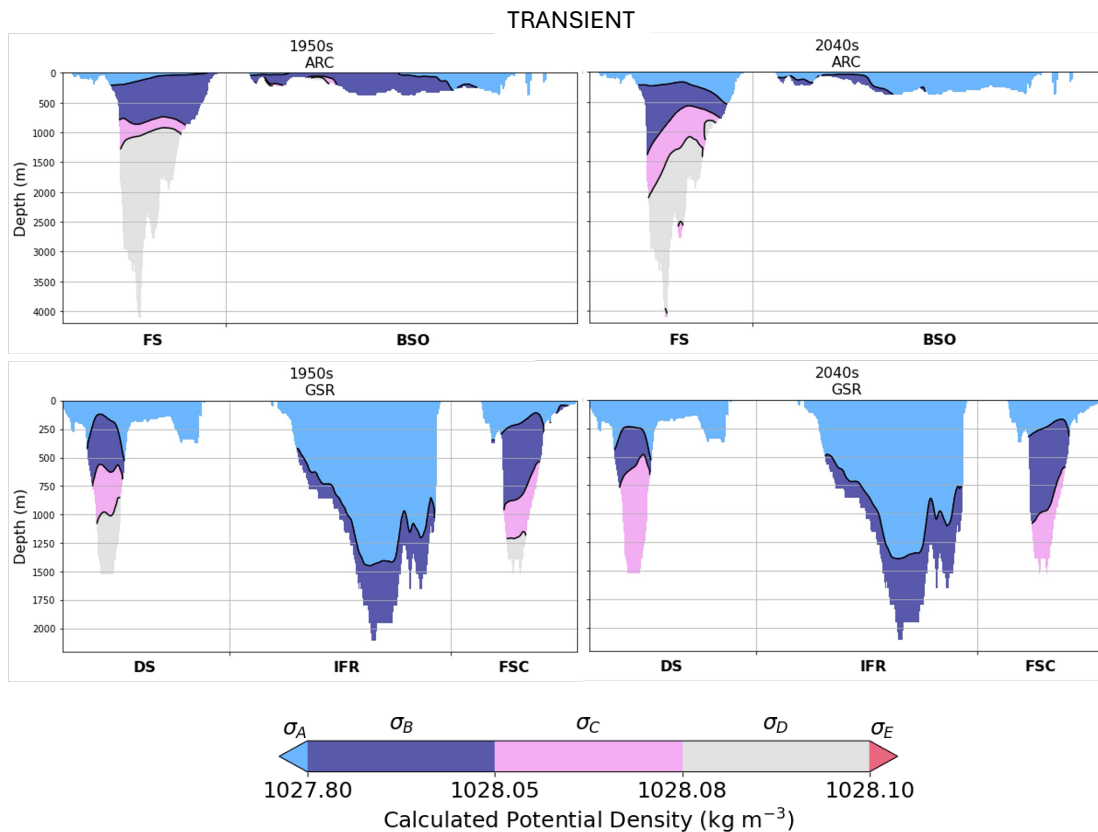 TRANSIENT
1950s
ARC
2040s
ARC
Depth (m)
0
500
1000
1500
2000
2500
3000
3500
4000
FS
BSO
FS
BSO
1950s
GSR
2040s
GSR
Depth (m)
0
250
500
750
1000
1250
1500
1750
2000
DS
IFR
FSC
DS
IFR
FSC
σA σB σC σD σE
1027.80 1028.05 1028.08 1028.10
Calculated Potential Density (kg m⁻³)